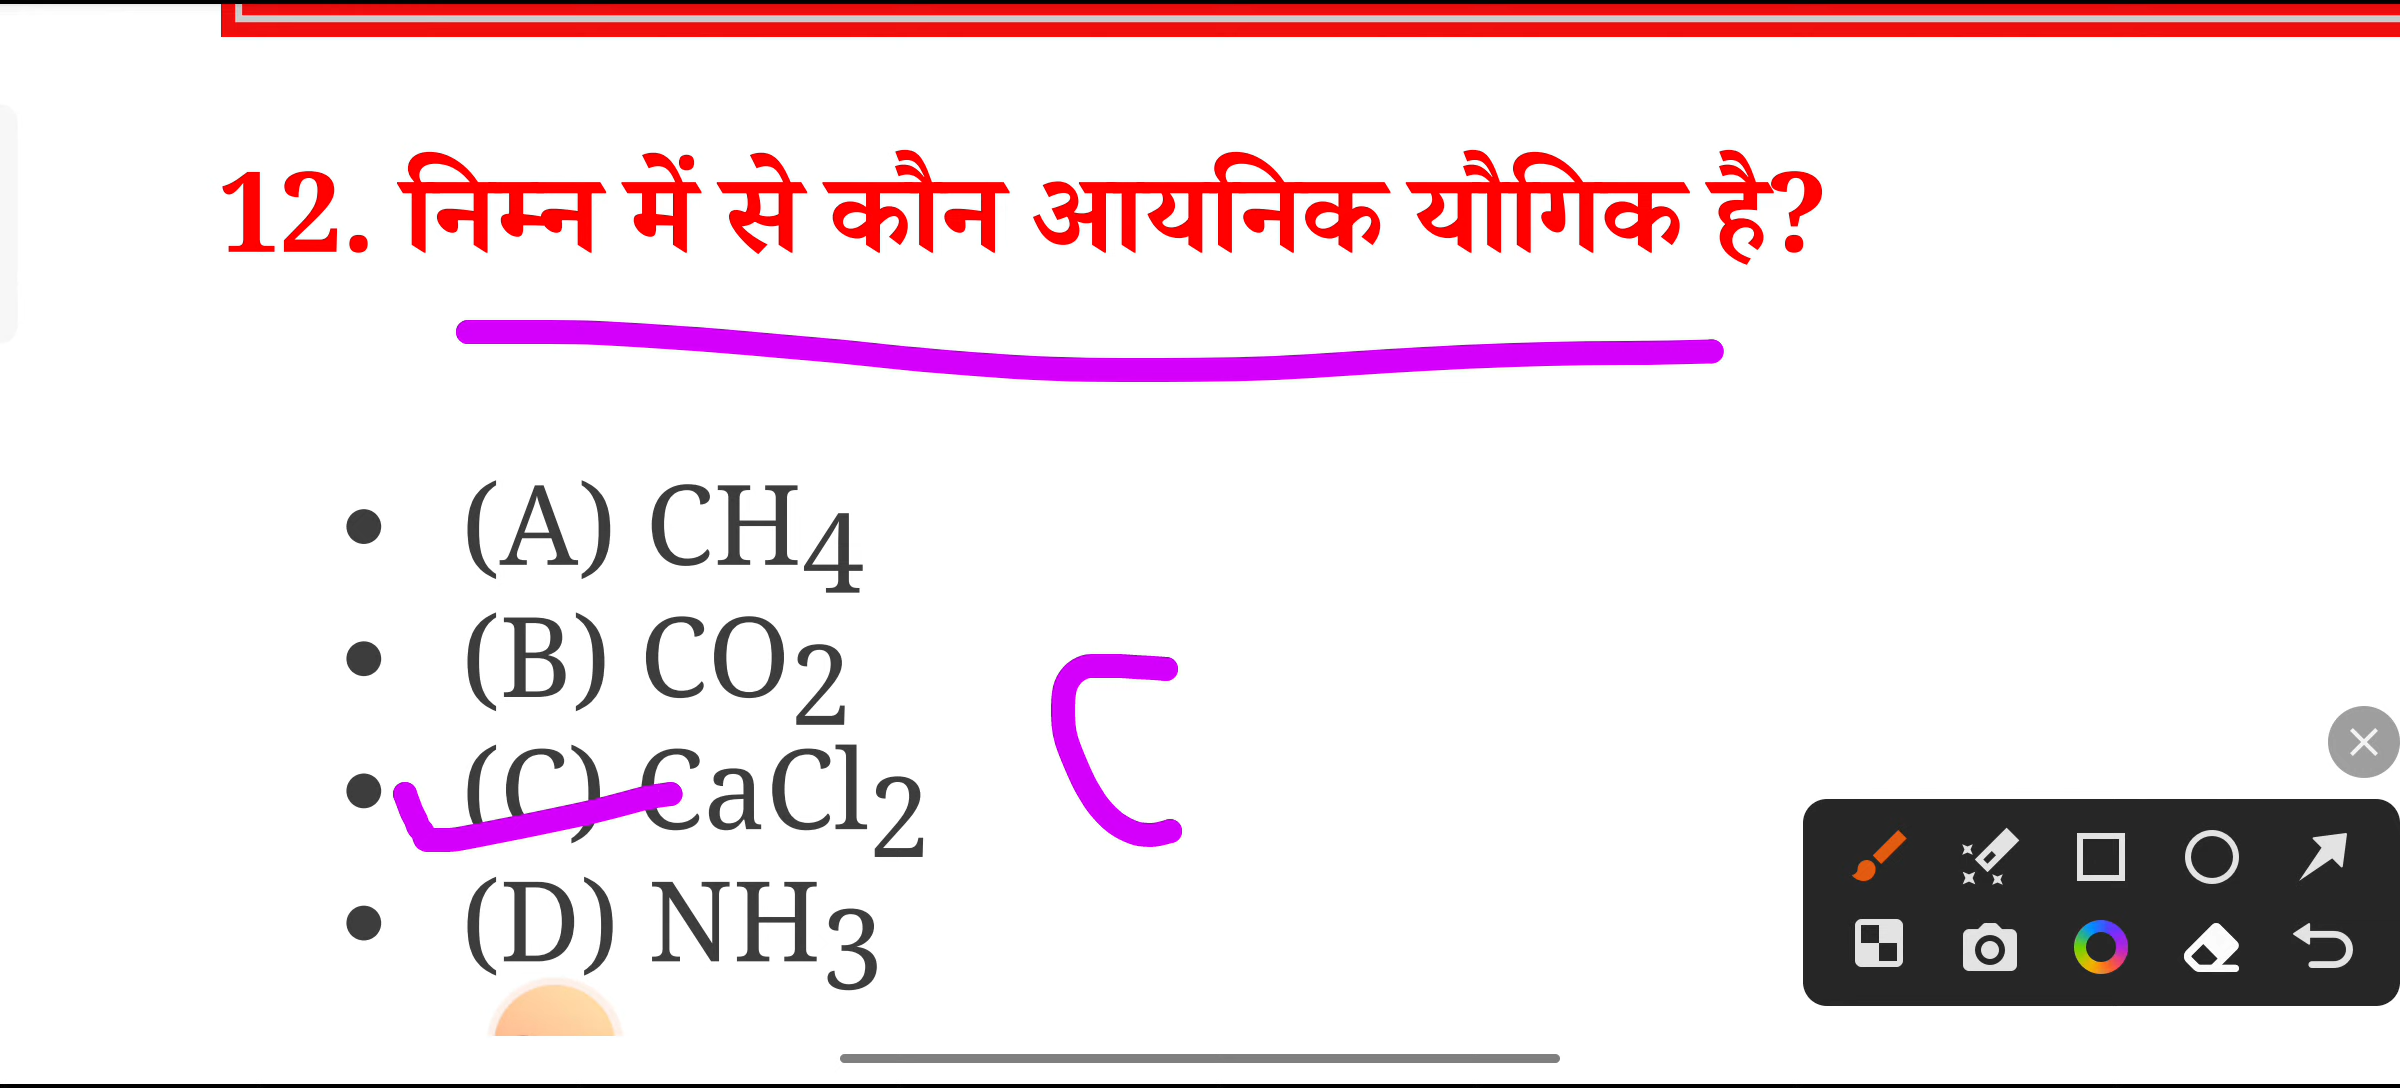 12. निम्न में से कौन आयनिक यौगिक है?
• (A) CH4
• (B) CO2
• (C) CaCl2
• (D) NH3
C